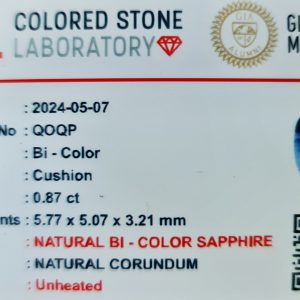 COLORED STONE
LABORATORY
GIA
ALUMNI
: 2024-05-07
No : QOQP
: Bi - Color
: Cushion
: 0.87 ct
: 5.77 x 5.07 x 3.21 mm
: NATURAL BI - COLOR SAPPHIRE
: NATURAL CORUNDUM
: Unheated